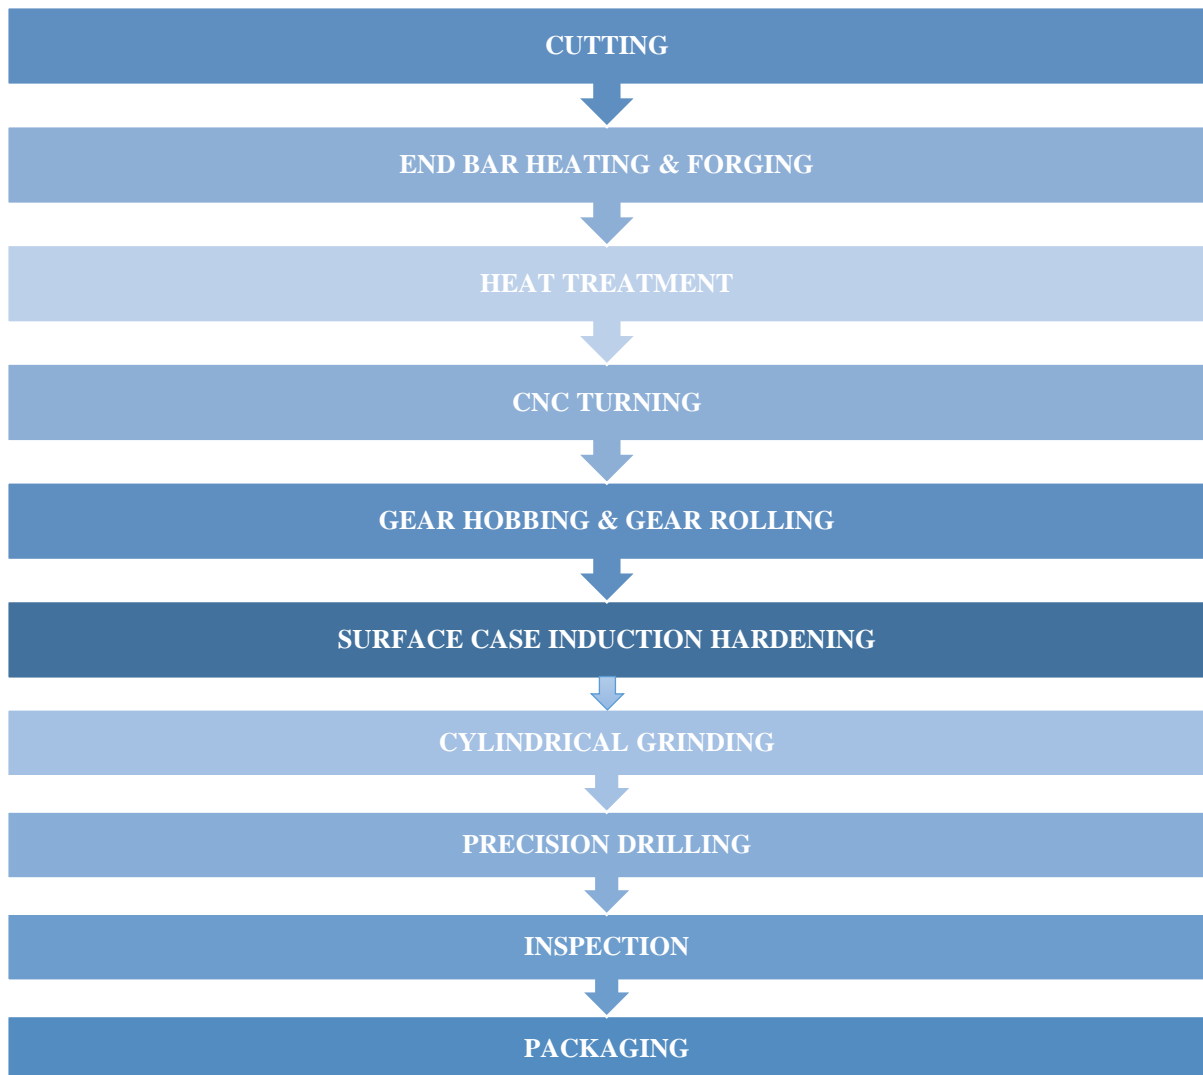 CUTTING
END BAR HEATING & FORGING
HEAT TREATMENT
CNC TURNING
GEAR HOBBING & GEAR ROLLING
SURFACE CASE INDUCTION HARDENING
CYLINDRICAL GRINDING
PRECISION DRILLING
INSPECTION
PACKAGING